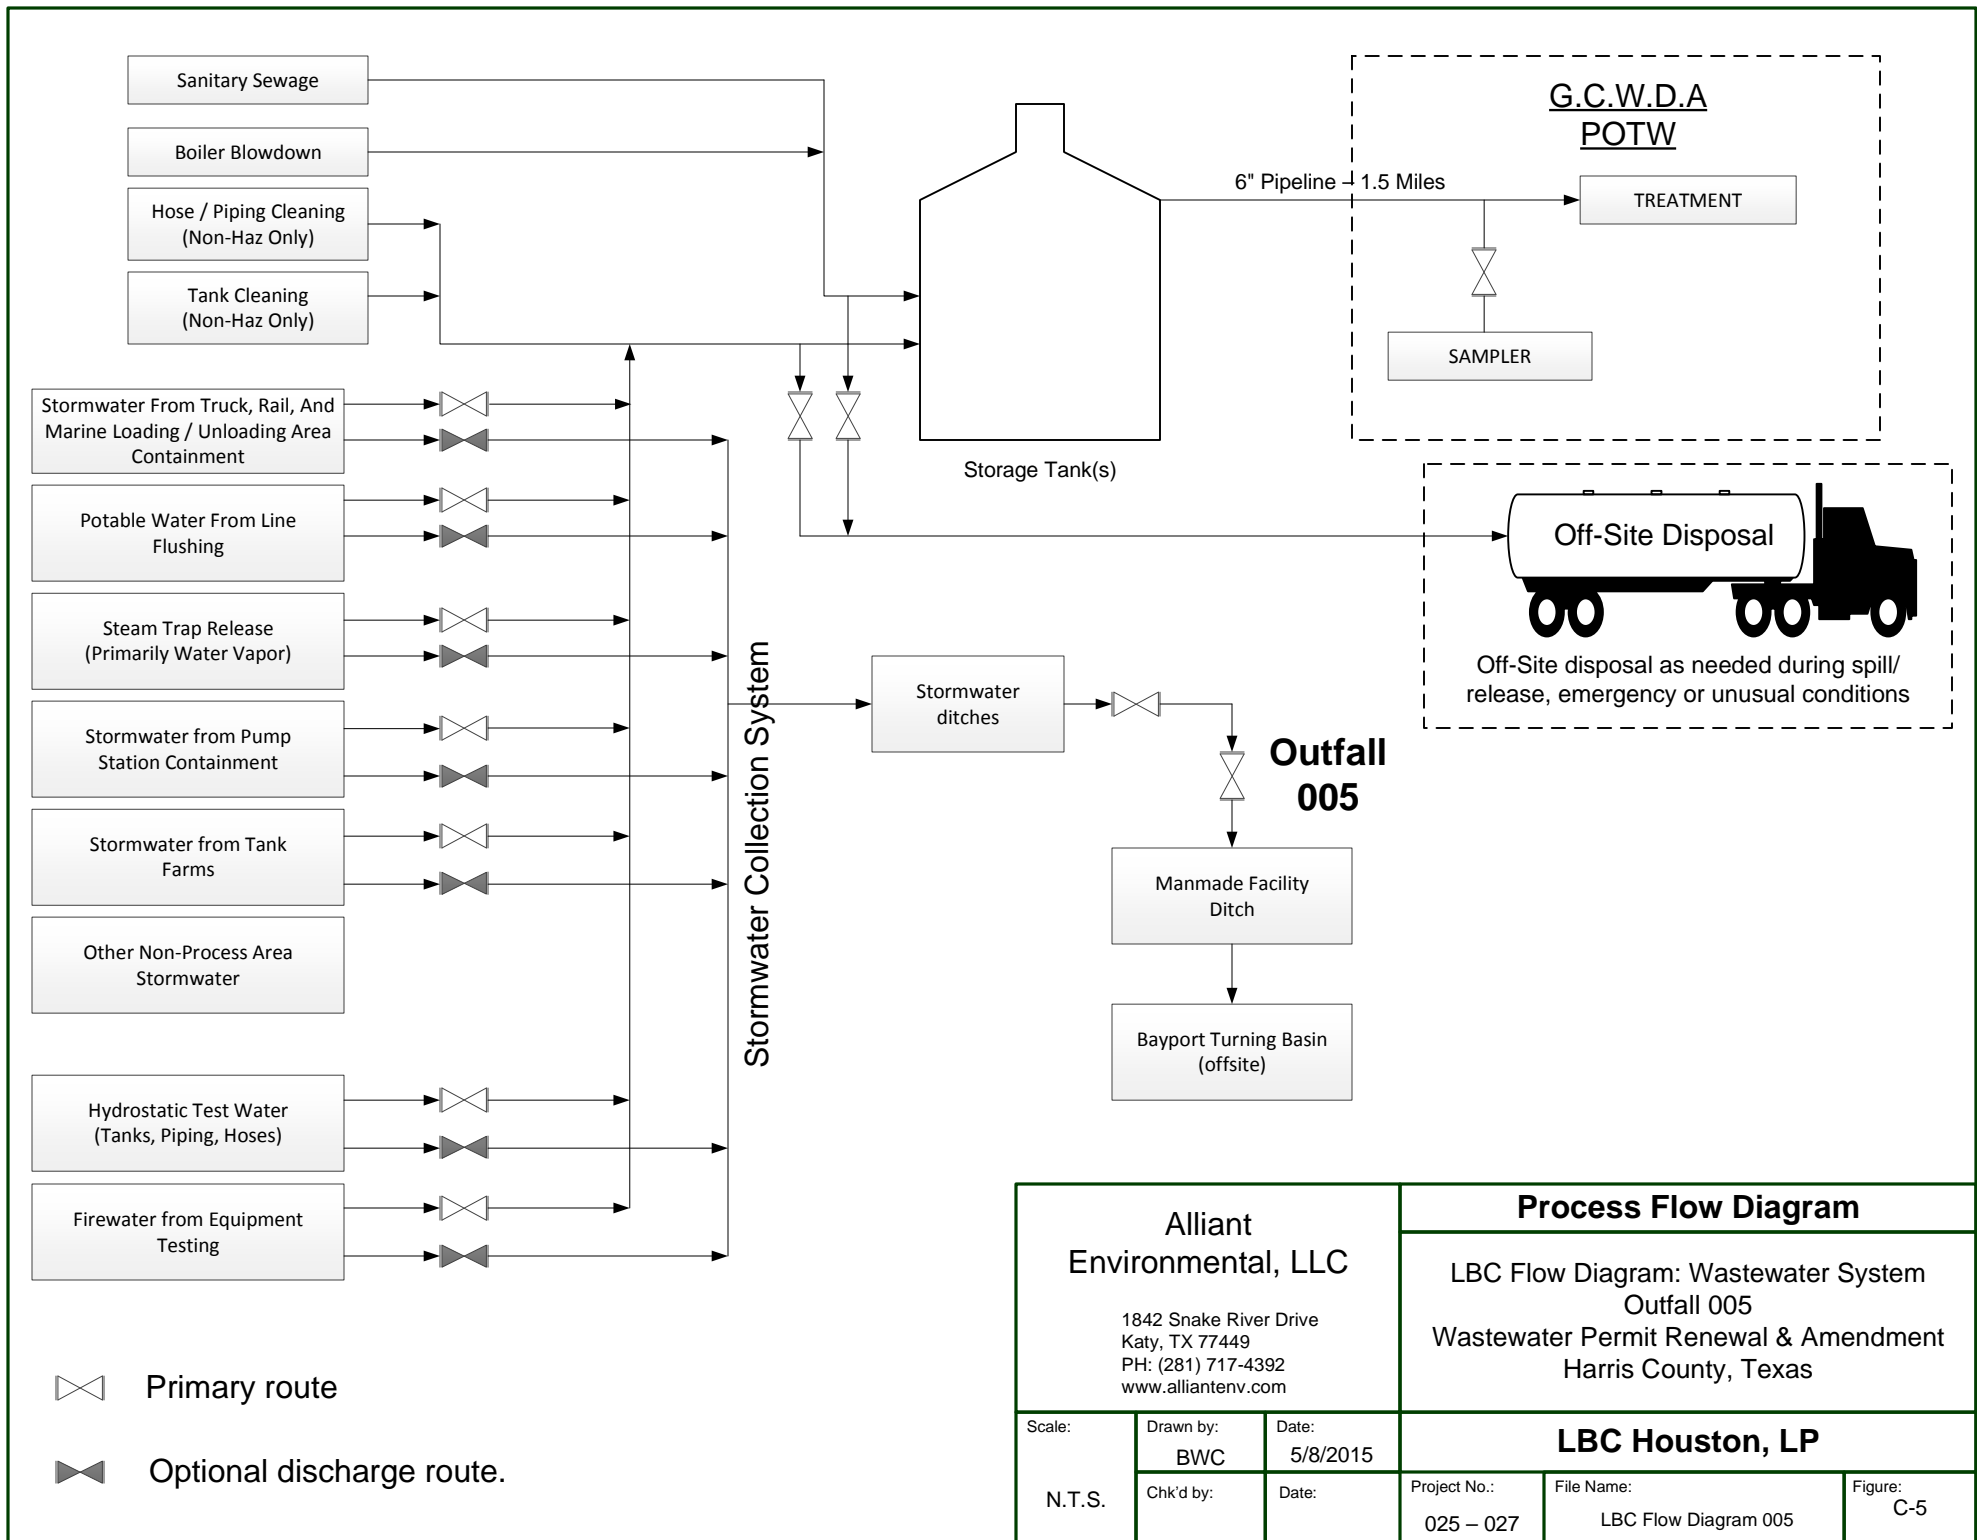 Sanitary Sewage
Boiler Blowdown
Hose / Piping Cleaning
(Non-Haz Only)
Tank Cleaning
(Non-Haz Only)
Stormwater From Truck, Rail, And
Marine Loading / Unloading Area
Containment
Potable Water From Line
Flushing
Steam Trap Release
(Primarily Water Vapor)
Stormwater from Pump
Station Containment
Stormwater from Tank
Farms
Other Non-Process Area
Stormwater
Hydrostatic Test Water
(Tanks, Piping, Hoses)
Firewater from Equipment
Testing
Stormwater Collection System
Storage Tank(s)
6" Pipeline – 1.5 Miles
G.C.W.D.A
POTW
TREATMENT
SAMPLER
Off-Site Disposal
Off-Site disposal as needed during spill/
release, emergency or unusual conditions
Stormwater
ditches
Outfall
005
Manmade Facility
Ditch
Bayport Turning Basin
(offsite)
Primary route
Optional discharge route.
Alliant
Environmental, LLC
1842 Snake River Drive
Katy, TX 77449
PH: (281) 717-4392
www.alliantenv.com
Process Flow Diagram
LBC Flow Diagram: Wastewater System
Outfall 005
Wastewater Permit Renewal & Amendment
Harris County, Texas
Scale:
N.T.S.
Drawn by:
BWC
Date:
5/8/2015
Chk'd by:
Date:
LBC Houston, LP
Project No.:
025 – 027
File Name:
LBC Flow Diagram 005
Figure:
C-5